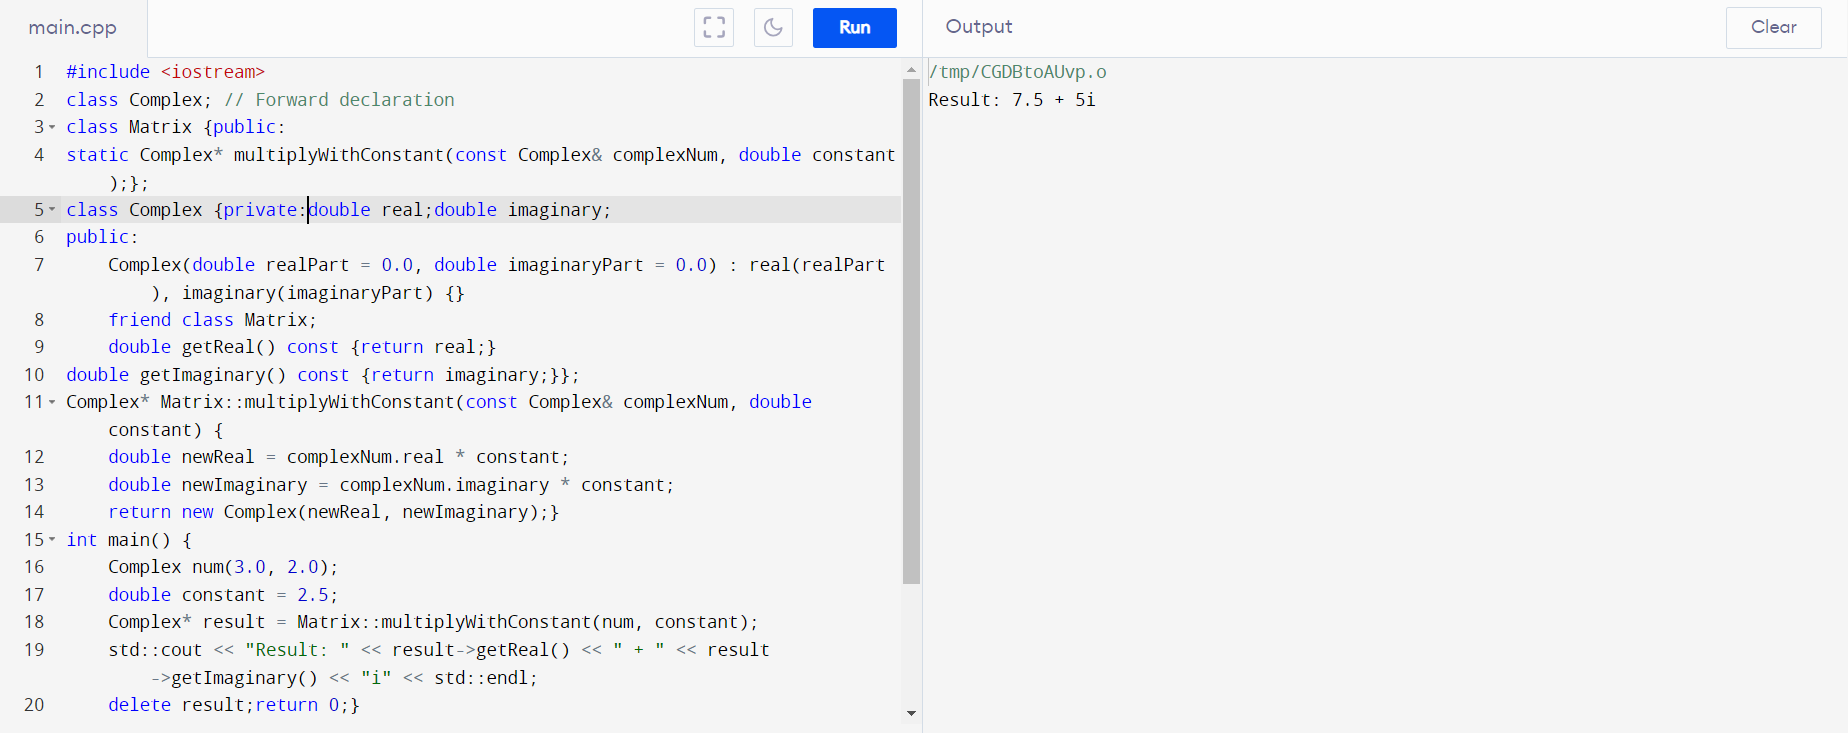 main.cpp
Run
Output
Clear
1 #include <iostream>
2 class Complex; // Forward declaration
3 class Matrix {public:
4 static Complex* multiplyWithConstant(const Complex& complexNum, double constant
);};
5 class Complex {private:double real;double imaginary;
6 public:
7 Complex(double realPart = 0.0, double imaginaryPart = 0.0) : real(realPart
), imaginary(imaginaryPart) {}
8 friend class Matrix;
9 double getReal() const {return real;}
10 double getImaginary() const {return imaginary;}};
11 Complex* Matrix::multiplyWithConstant(const Complex& complexNum, double
constant) {
12 double newReal = complexNum.real * constant;
13 double newImaginary = complexNum.imaginary * constant;
14 return new Complex(newReal, newImaginary);}
15 int main() {
16 Complex num(3.0, 2.0);
17 double constant = 2.5;
18 Complex* result = Matrix::multiplyWithConstant(num, constant);
19 std::cout << "Result: " << result->getReal() << " + " << result
->getImaginary() << "i" << std::endl;
20 delete result;return 0;}
/tmp/CGDBtoAUvp.o
Result: 7.5 + 5i